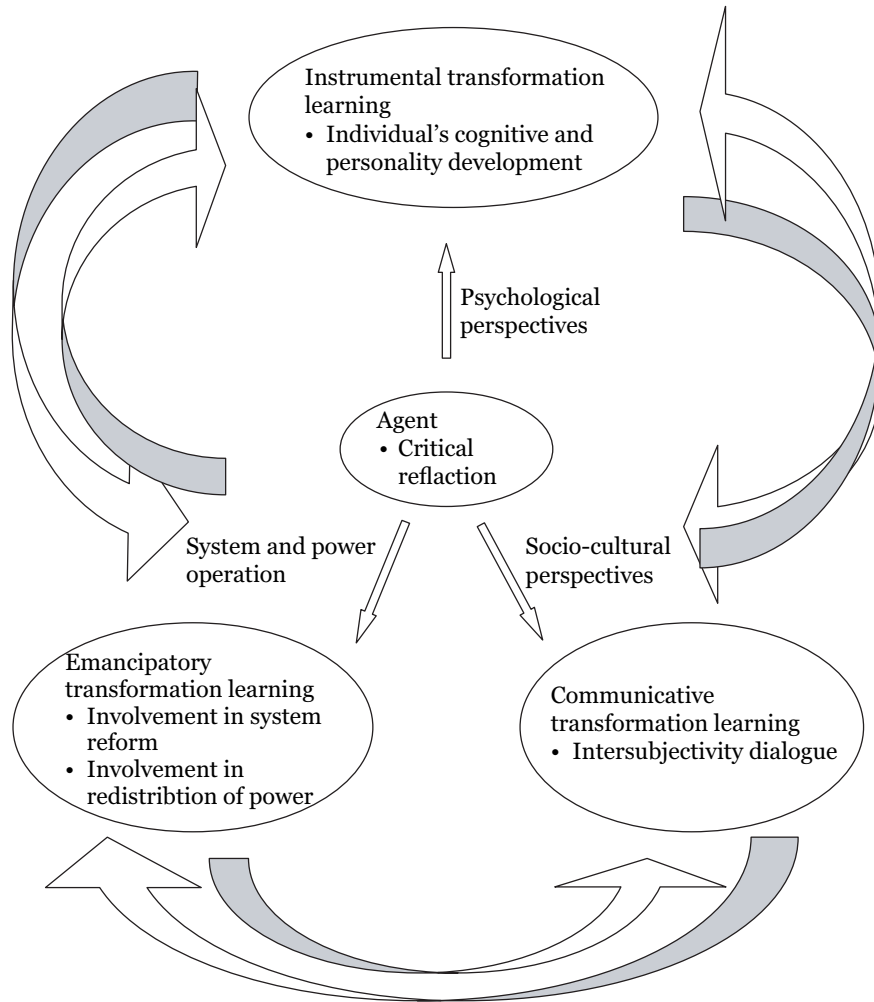 Instrumental transformation
learning
• Individual's cognitive and
personality development
Psychological
perspectives
Agent
• Critical
reflaction
System and power
operation
Socio-cultural
perspectives
Emancipatory
transformation learning
• Involvement in system
reform
• Involvement in
redistribtion of power
Communicative
transformation learning
• Intersubjectivity dialogue